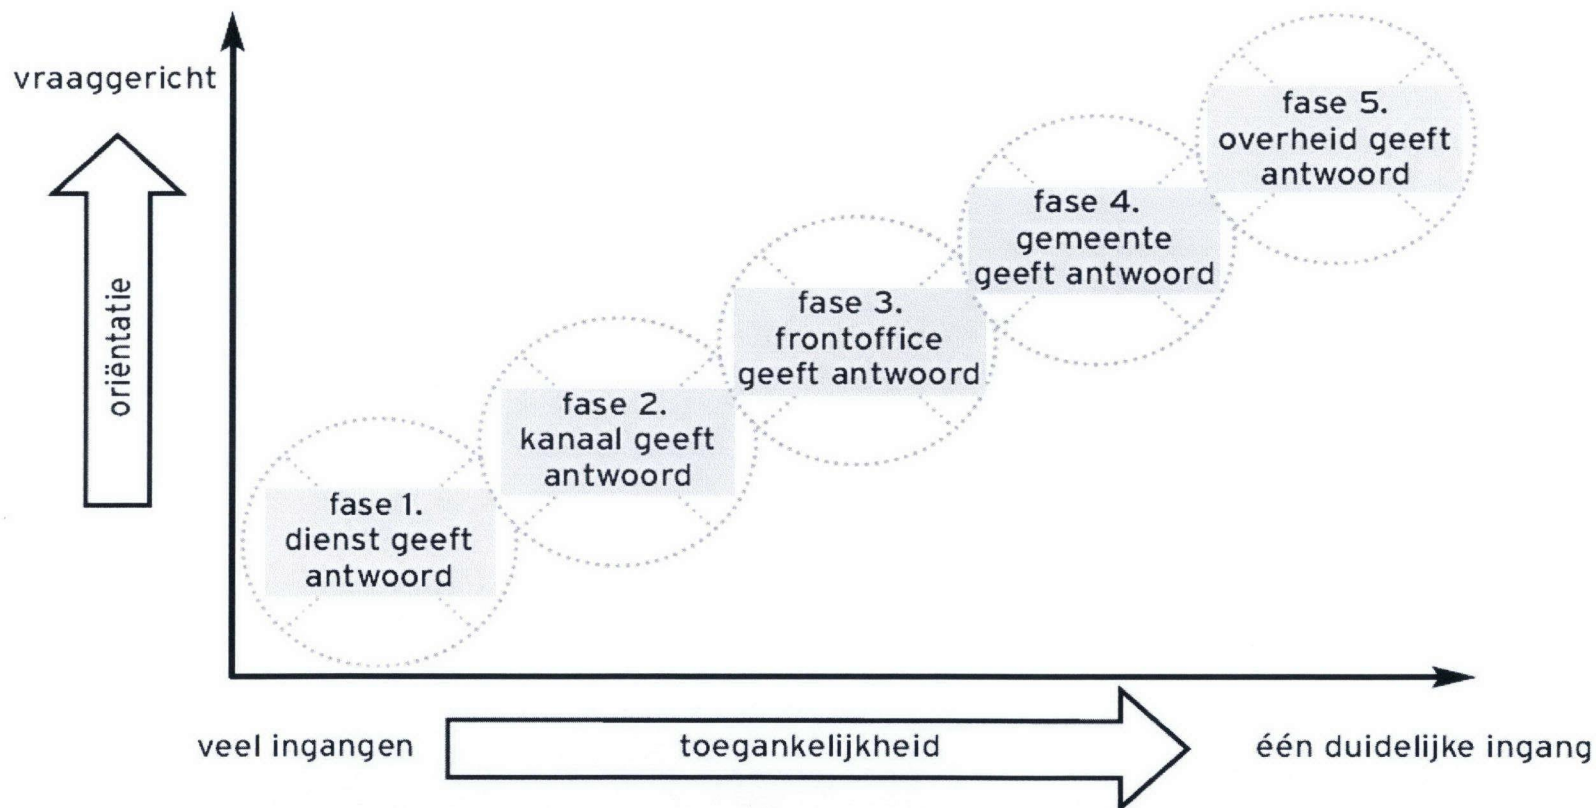 vraaggericht
oriëntatie
fase 5.
overheid geeft
antwoord
fase 4.
gemeente
geeft antwoord
fase 3.
frontoffice
geeft antwoord
fase 2.
kanaal geeft
antwoord
fase 1.
dienst geeft
antwoord
veel ingangen
toegankelijkheid
één duidelijke ingang